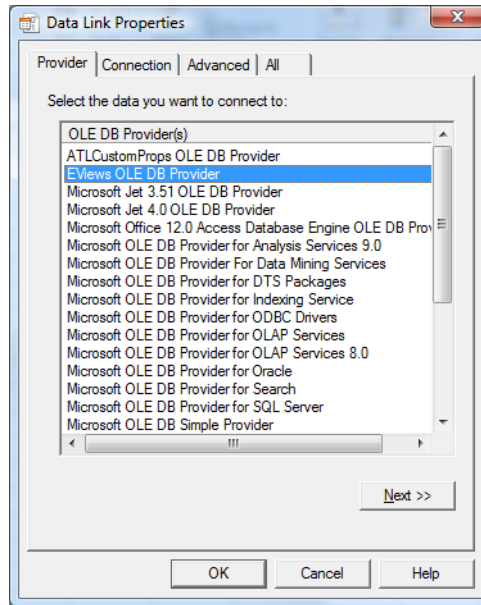 Data Link Properties
Provider Connection Advanced All
Select the data you want to connect to:
OLE DB Provider(s)
ATLCustomProps OLE DB Provider
EViews OLE DB Provider
Microsoft Jet 3.51 OLE DB Provider
Microsoft Jet 4.0 OLE DB Provider
Microsoft Office 12.0 Access Database Engine OLE DB Prov
Microsoft OLE DB Provider for Analysis Services 9.0
Microsoft OLE DB Provider For Data Mining Services
Microsoft OLE DB Provider for DTS Packages
Microsoft OLE DB Provider for Indexing Service
Microsoft OLE DB Provider for ODBC Drivers
Microsoft OLE DB Provider for OLAP Services
Microsoft OLE DB Provider for OLAP Services 8.0
Microsoft OLE DB Provider for Oracle
Microsoft OLE DB Provider for Search
Microsoft OLE DB Provider for SQL Server
Microsoft OLE DB Simple Provider
Next >>
OK Cancel Help